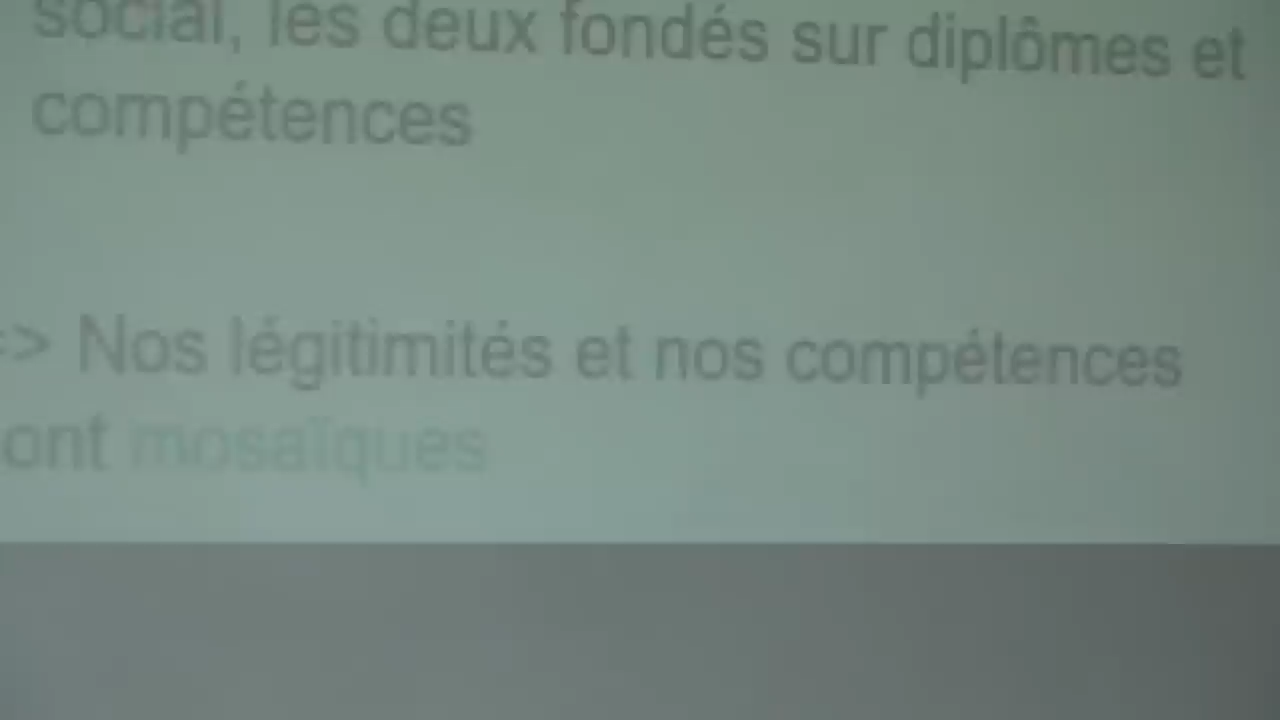 social, les deux fondés sur diplômes et
compétences
=> Nos légitimités et nos compétences
ont mosaïques